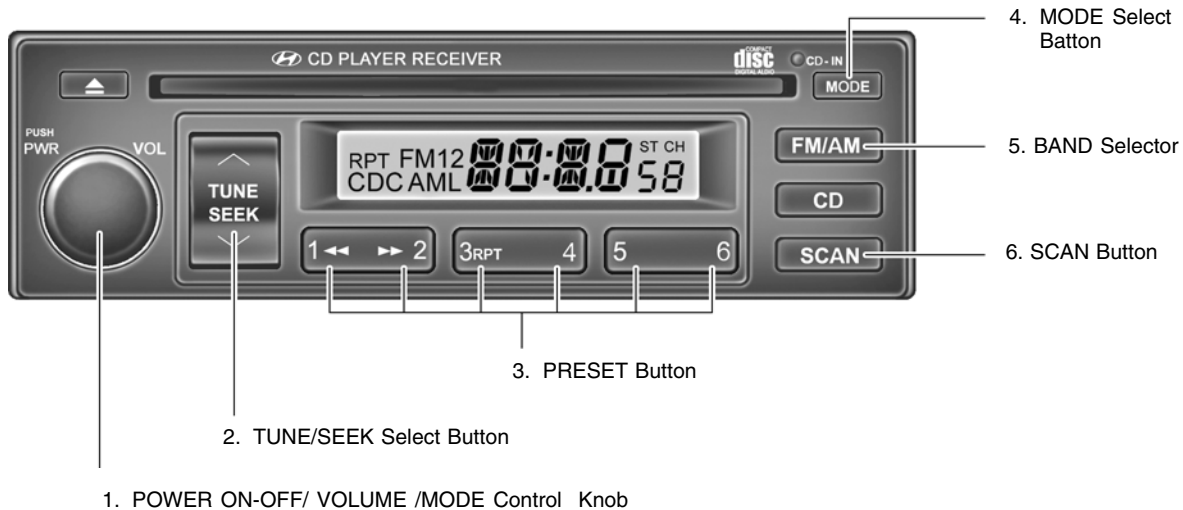 4. MODE Select
Batton
CD PLAYER RECEIVER
COMPACT
disc
DIGITAL AUDIO
CD-IN
MODE
PUSH
PWR
VOL
TUNE
SEEK
RPT FM12 88:8.8 ST CH
CDC AML 58
FM/AM
5. BAND Selector
CD
1 2
3RPT 4
5 6
SCAN
6. SCAN Button
3. PRESET Button
2. TUNE/SEEK Select Button
1. POWER ON-OFF/ VOLUME /MODE Control Knob